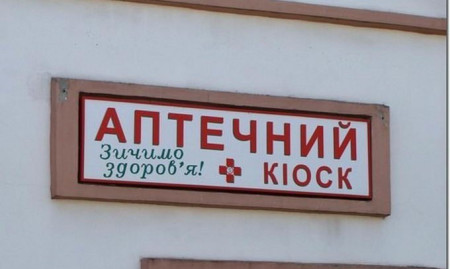 АПТЕЧНИЙ
Зичимо
здоров'я!
КІОСК